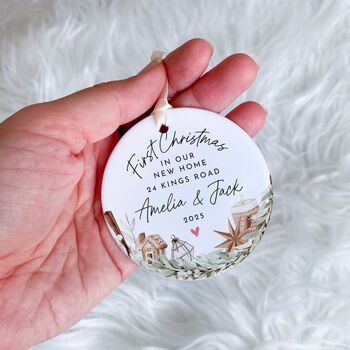 First Christmas
IN OUR
NEW HOME
24 KINGS ROAD
Amelia & Jack
2025